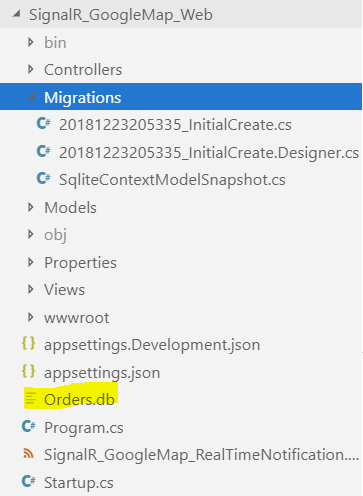 SignalR_GoogleMap_Web
bin
Controllers
Migrations
20181223205335_InitialCreate.cs
20181223205335_InitialCreate.Designer.cs
SqliteContextModelSnapshot.cs
Models
obj
Properties
Views
wwwroot
appsettings.Development.json
appsettings.json
Orders.db
Program.cs
SignalR_GoogleMap_RealTimeNotification....
Startup.cs